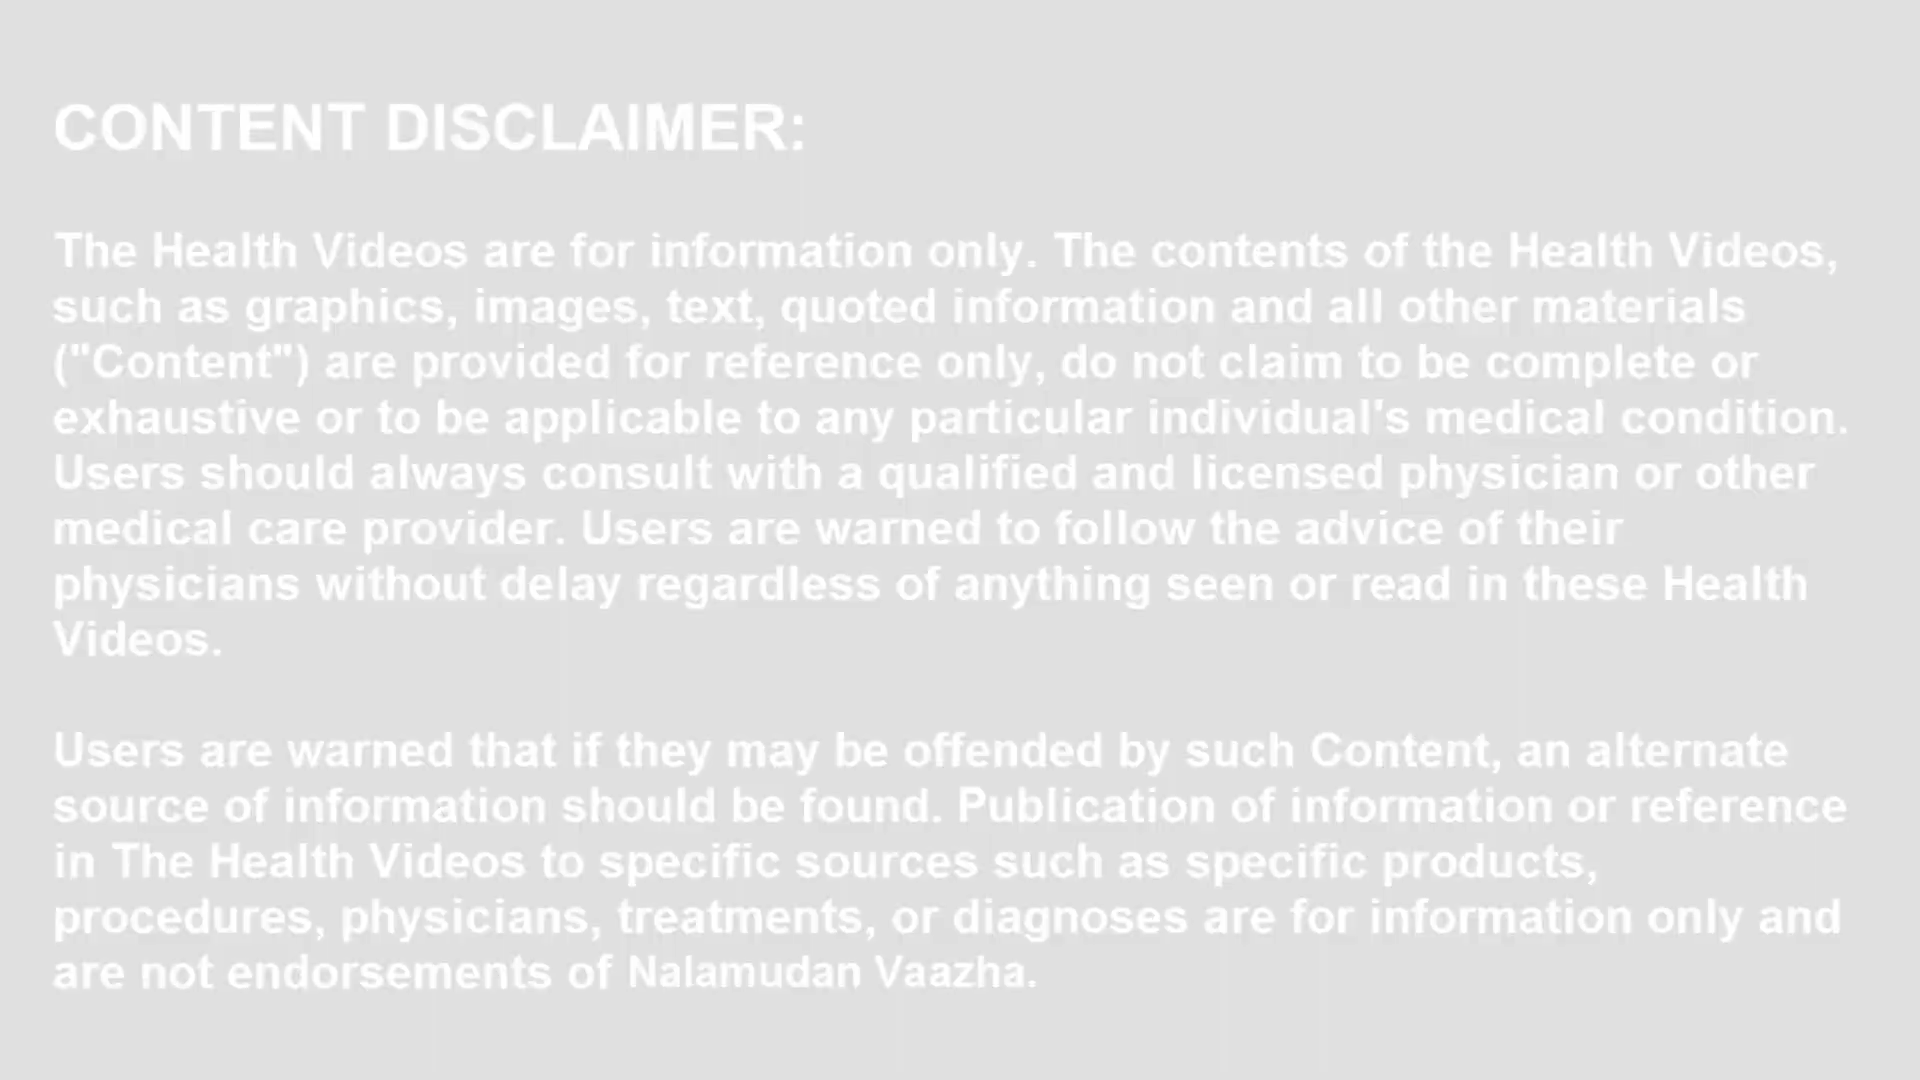 CONTENT DISCLAIMER:
The Health Videos are for information only. The contents of the Health Videos,
such as graphics, images, text, quoted information and all other materials
("Content") are provided for reference only, do not claim to be complete or
exhaustive or to be applicable to any particular individual's medical condition.
Users should always consult with a qualified and licensed physician or other
medical care provider. Users are warned to follow the advice of their
physicians without delay regardless of anything seen or read in these Health
Videos.
Users are warned that if they may be offended by such Content, an alternate
source of information should be found. Publication of information or reference
in The Health Videos to specific sources such as specific products,
procedures, physicians, treatments, or diagnoses are for information only and
are not endorsements of Nalamudan Vaazha.